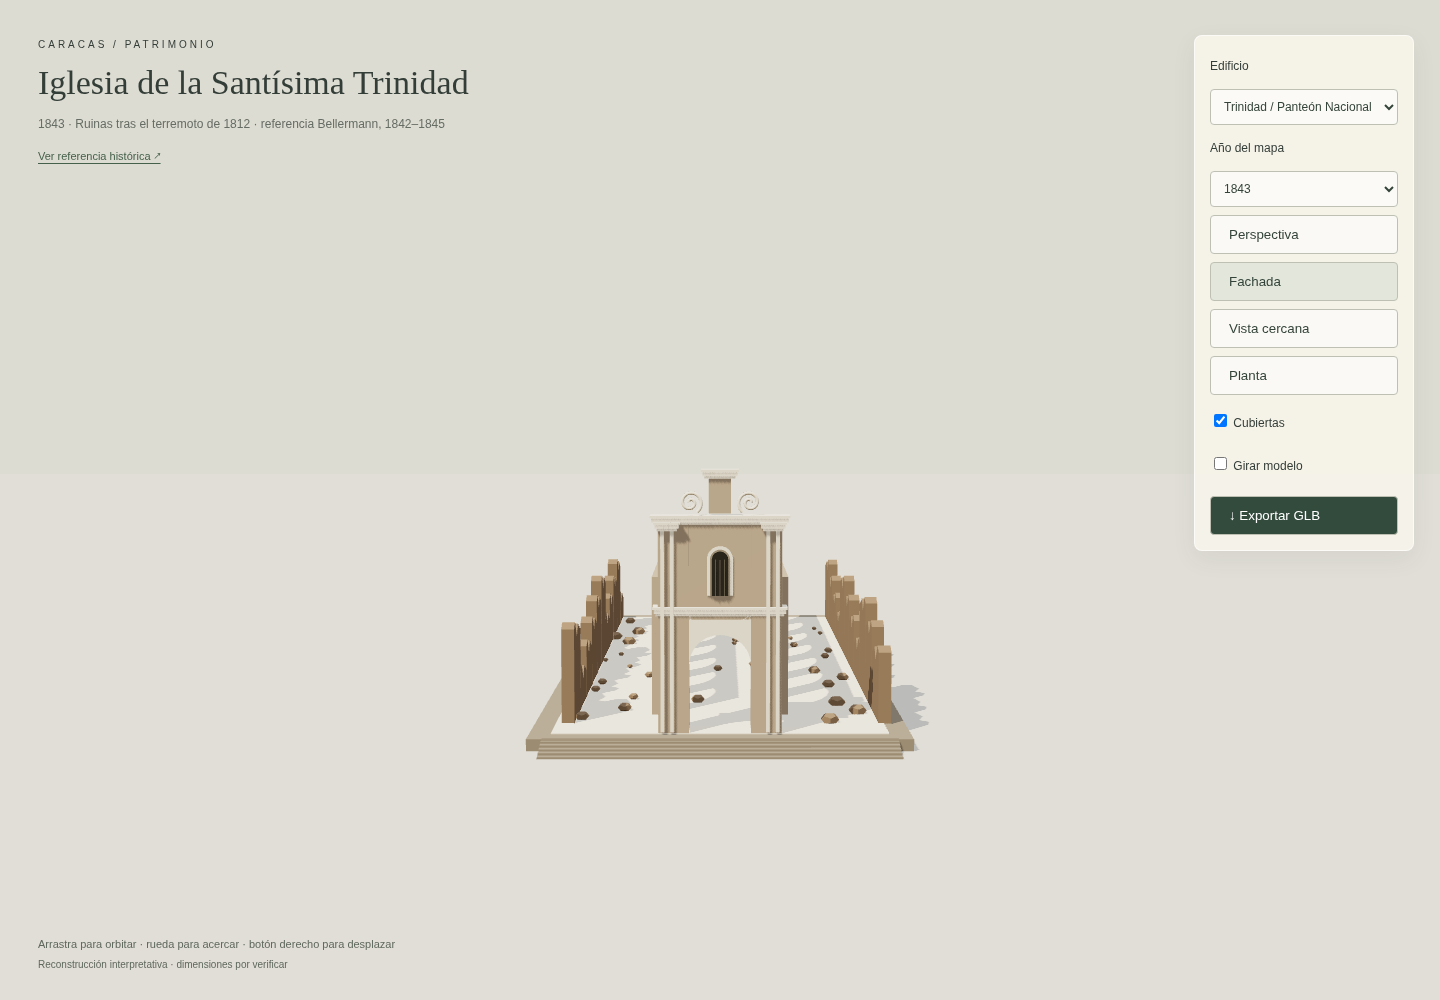 CARACAS / PATRIMONIO
Iglesia de la Santísima Trinidad
1843 · Ruinas tras el terremoto de 1812 · referencia Bellermann, 1842–1845
Ver referencia histórica ↗
Edificio
Trinidad / Panteón Nacional
Año del mapa
1843
Perspectiva
Fachada
Vista cercana
Planta
Cubiertas
Girar modelo
↓ Exportar GLB
Arrastra para orbitar · rueda para acercar · botón derecho para desplazar
Reconstrucción interpretativa · dimensiones por verificar